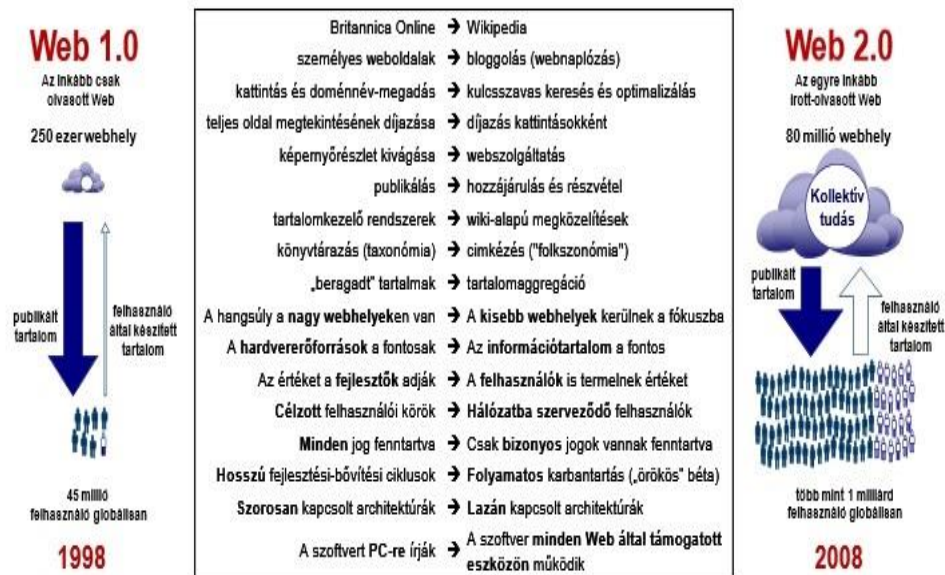 Web 1.0
Az Inkább csak
olvasott Web
250 ezer webhely
publikált
tartalom
felhasználó
által készített
tartalom
45 millió
felhasználó globálisan
1998
Britannica Online → Wikipedia
személyes weboldalak → bloggolás (webnaplózás)
kattintás és doménnév-megadás → kulcsszavas keresés és optimalizálás
teljes oldal megtekintésének díjazása → díjazás kattintásokként
képernyőrészlet kivágása → webszolgáltatás
publikálás → hozzájárulás és részvétel
tartalomkezelő rendszerek → wiki-alapú megközelítések
könyvtárazás (taxonómia) → cimkézés ("folkszonómia")
„beragadt" tartalmak → tartalomaggregáció
A hangsúly a nagy webhelyeken van → A kisebb webhelyek kerülnek a fókuszba
A hardvererőforrások a fontosak → Az információtartalom a fontos
Az értéket a fejlesztők adják → A felhasználók is termelnek értéket
Célzott felhasználói körök → Hálózatba szerveződő felhasználók
Minden jog fenntartva → Csak bizonyos jogok vannak fenntartva
Hosszú fejlesztési-bővítési ciklusok → Folyamatos karbantartás („örökös" béta)
Szorosan kapcsolt architektúrák → Lazán kapcsolt architektúrák
A szoftvert PC-re írják → A szoftver minden Web által támogatott
eszközön működik
Web 2.0
Az egyre Inkább
Írott-olvasott Web
80 millió webhely
Kollektív
tudás
publikált
tartalom
felhasználó
által készített
tartalom
több mint 1 milliárd
felhasználó globálisan
2008